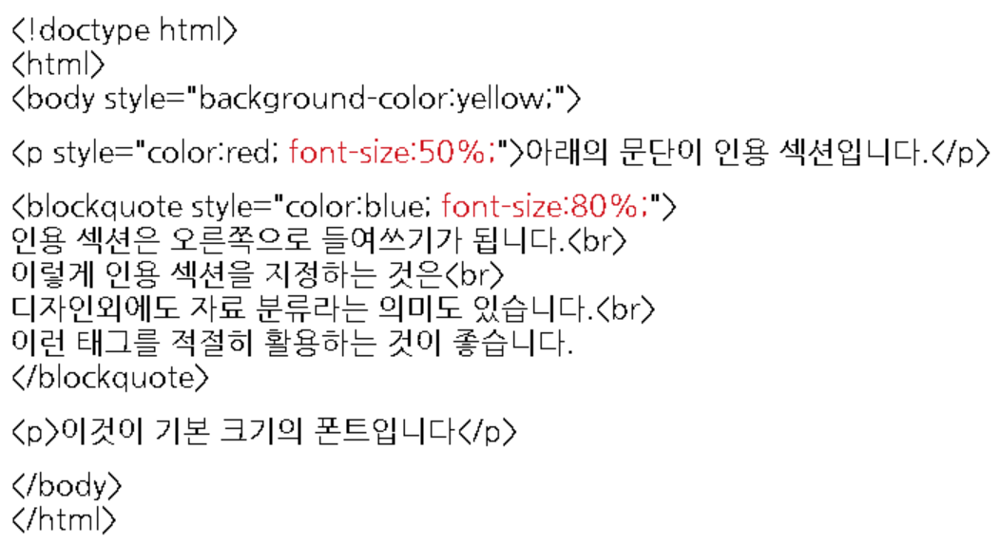 <!doctype html>
<html>
<body style="background-color:yellow;">
<p style="color:red; font-size:50%;">아래의 문단이 인용 섹션입니다.</p>
<blockquote style="color:blue; font-size:80%;">
인용 섹션은 오른쪽으로 들여쓰기가 됩니다.<br>
이렇게 인용 섹션을 지정하는 것은<br>
디자인외에도 자료 분류라는 의미도 있습니다.<br>
이런 태그를 적절히 활용하는 것이 좋습니다.
</blockquote>
<p>이것이 기본 크기의 폰트입니다</p>
</body>
</html>